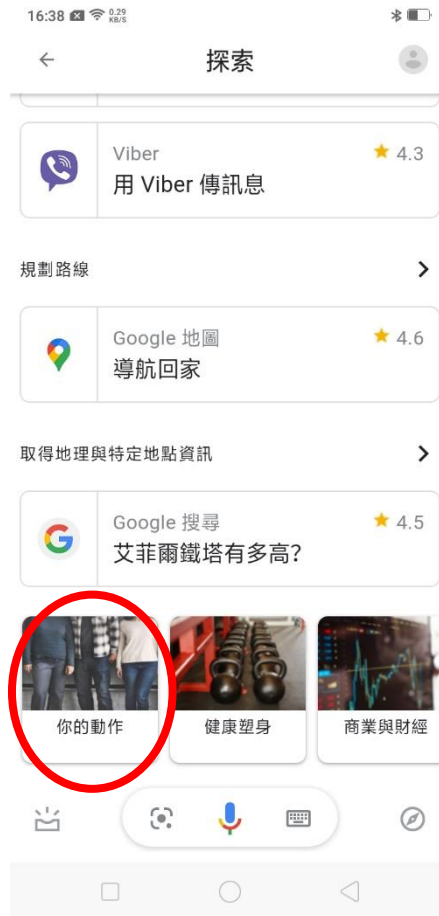 16:38 0.29 KB/S
探索
Viber 4.3
用 Viber 傳訊息
規劃路線
Google 地圖 4.6
導航回家
取得地理與特定地點資訊
Google 搜尋 4.5
艾菲爾鐵塔有多高?
你的動作 健康塑身 商業與財經